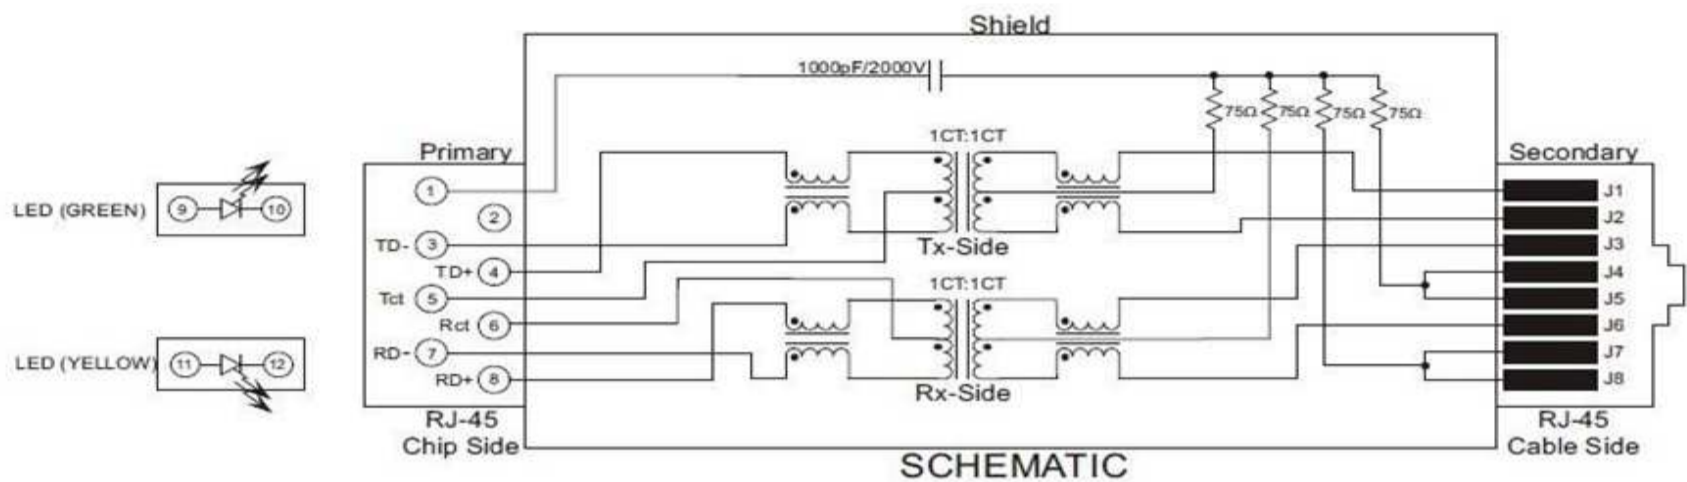 Shield
1000pF/2000V
75Ω 75Ω 75Ω 75Ω
1CT:1CT
Primary
Secondary
1
J1
LED (GREEN)
9 10
2
J2
TD- 3
Tx-Side
J3
TD+ 4
J4
1CT:1CT
Tct 5
J5
Rct 6
J6
RD- 7
J7
LED (YELLOW)
11 12
RD+ 8
J8
Rx-Side
RJ-45
Chip Side
RJ-45
Cable Side
SCHEMATIC